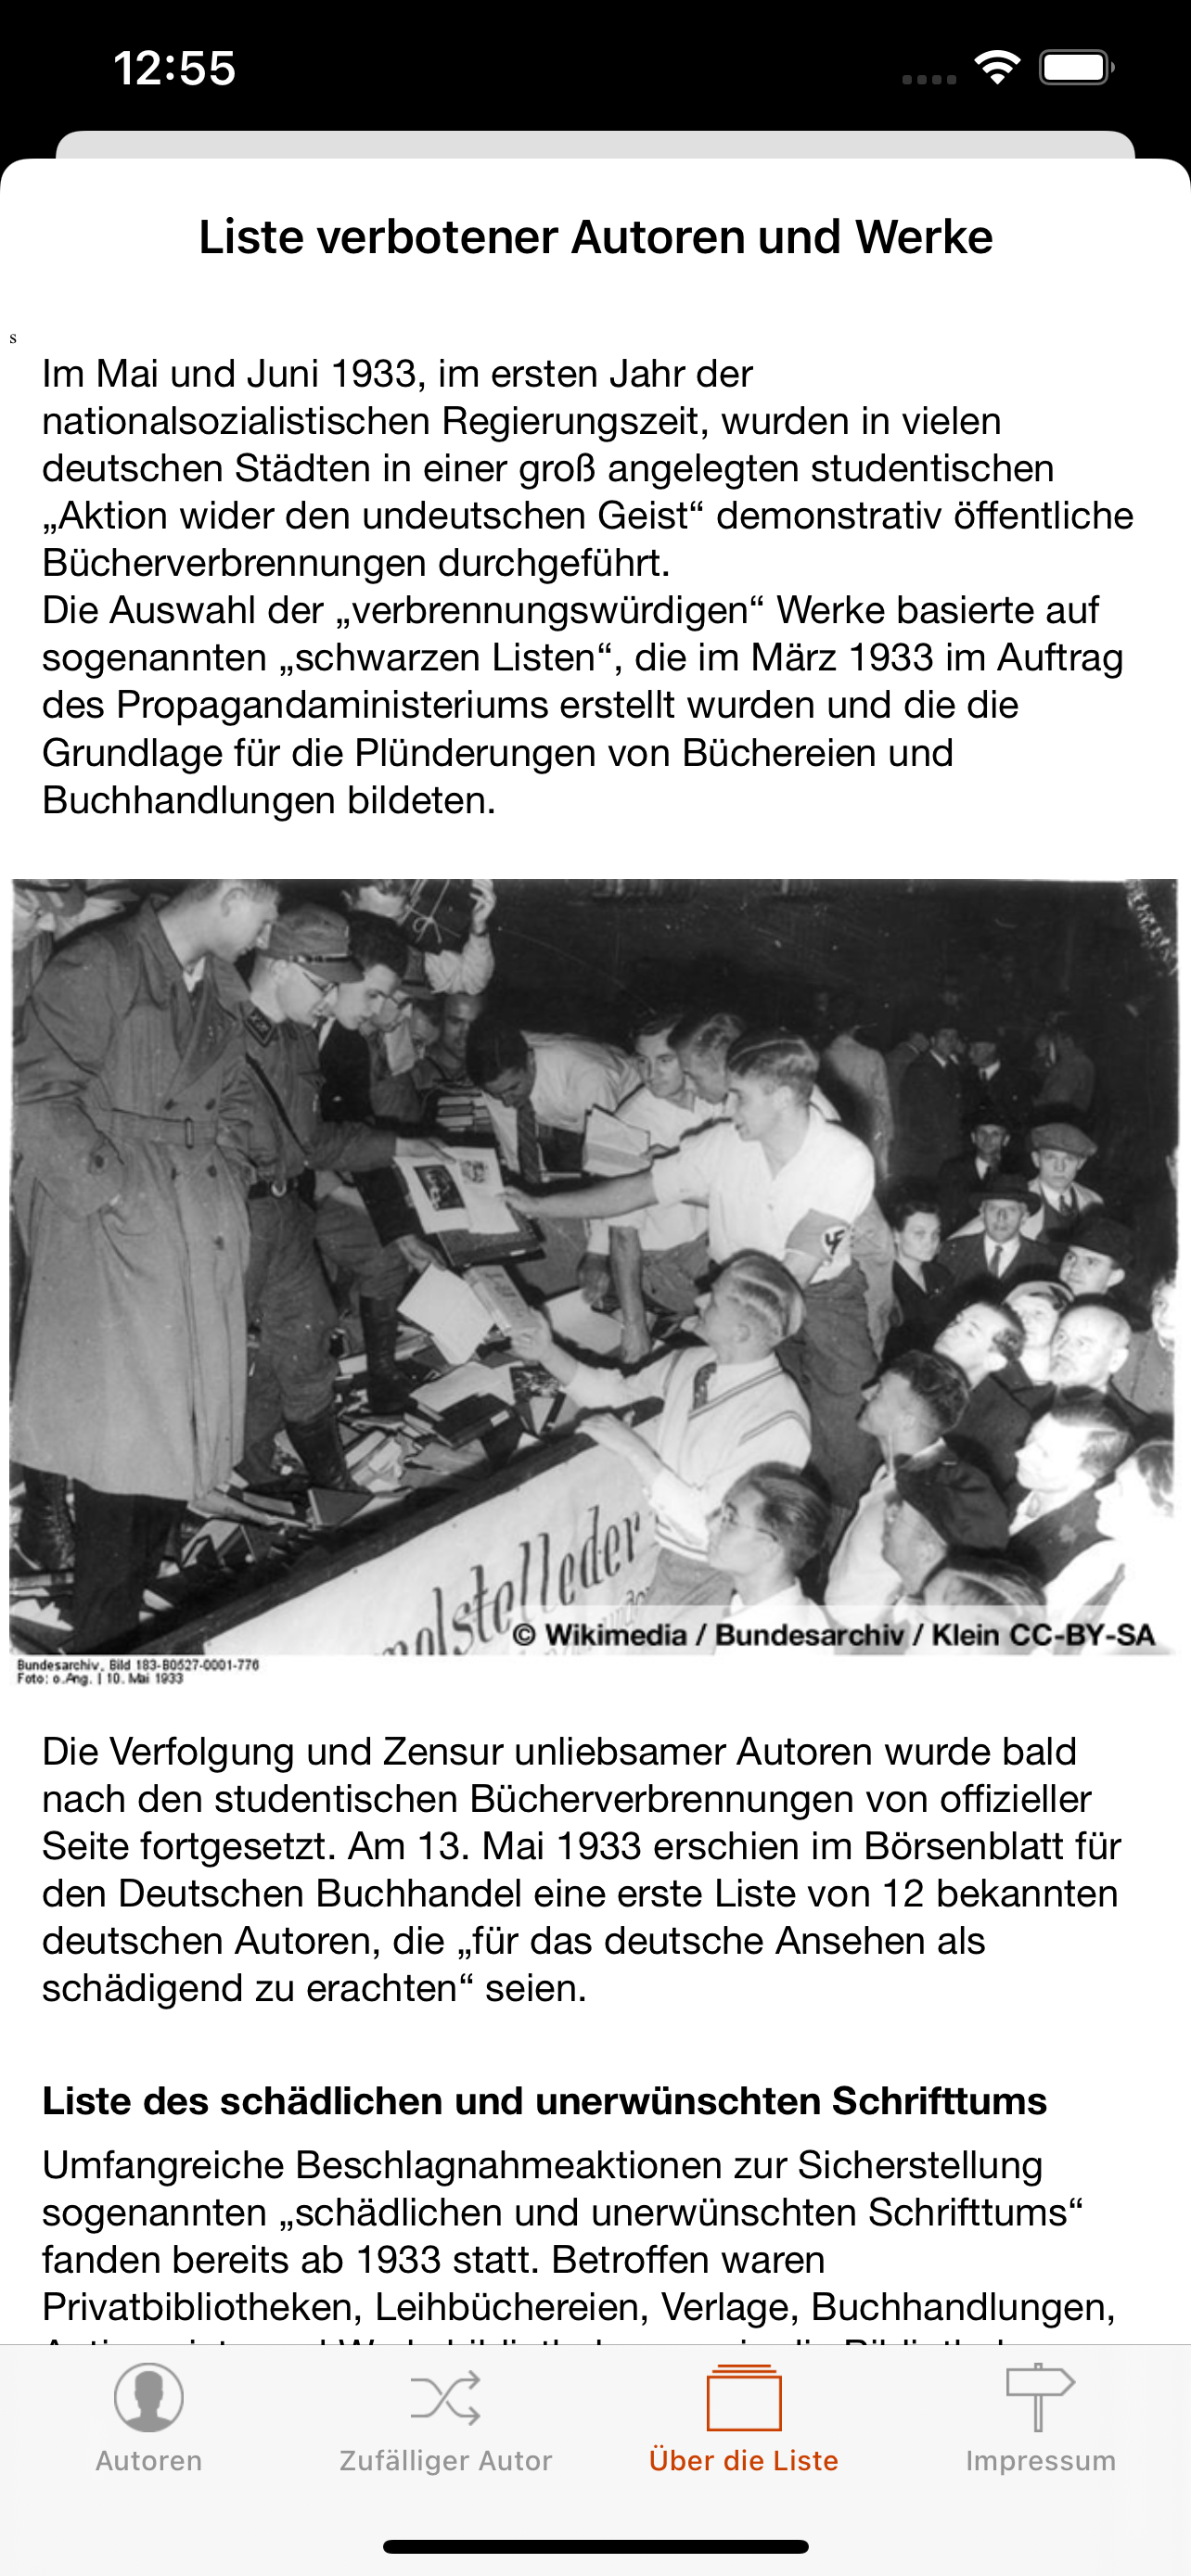 12:55
Liste verbotener Autoren und Werke
s
Im Mai und Juni 1933, im ersten Jahr der
nationalsozialistischen Regierungszeit, wurden in vielen
deutschen Städten in einer groß angelegten studentischen
„Aktion wider den undeutschen Geist“ demonstrativ öffentliche
Bücherverbrennungen durchgeführt.
Die Auswahl der „verbrennungswürdigen“ Werke basierte auf
sogenannten „schwarzen Listen“, die im März 1933 im Auftrag
des Propagandaministeriums erstellt wurden und die die
Grundlage für die Plünderungen von Büchereien und
Buchhandlungen bildeten.
olstelleder
© Wikimedia / Bundesarchiv / Klein CC-BY-SA
Bundesarchiv, Bild 183-B0527-0001-776
Foto: o.Ang. | 10. Mai 1933
Die Verfolgung und Zensur unliebsamer Autoren wurde bald
nach den studentischen Bücherverbrennungen von offizieller
Seite fortgesetzt. Am 13. Mai 1933 erschien im Börsenblatt für
den Deutschen Buchhandel eine erste Liste von 12 bekannten
deutschen Autoren, die „für das deutsche Ansehen als
schädigend zu erachten“ seien.
Liste des schädlichen und unerwünschten Schrifttums
Umfangreiche Beschlagnahmeaktionen zur Sicherstellung
sogenannten „schädlichen und unerwünschten Schrifttums“
fanden bereits ab 1933 statt. Betroffen waren
Privatbibliotheken, Leihbüchereien, Verlage, Buchhandlungen,
Autoren
Zufälliger Autor
Über die Liste
Impressum